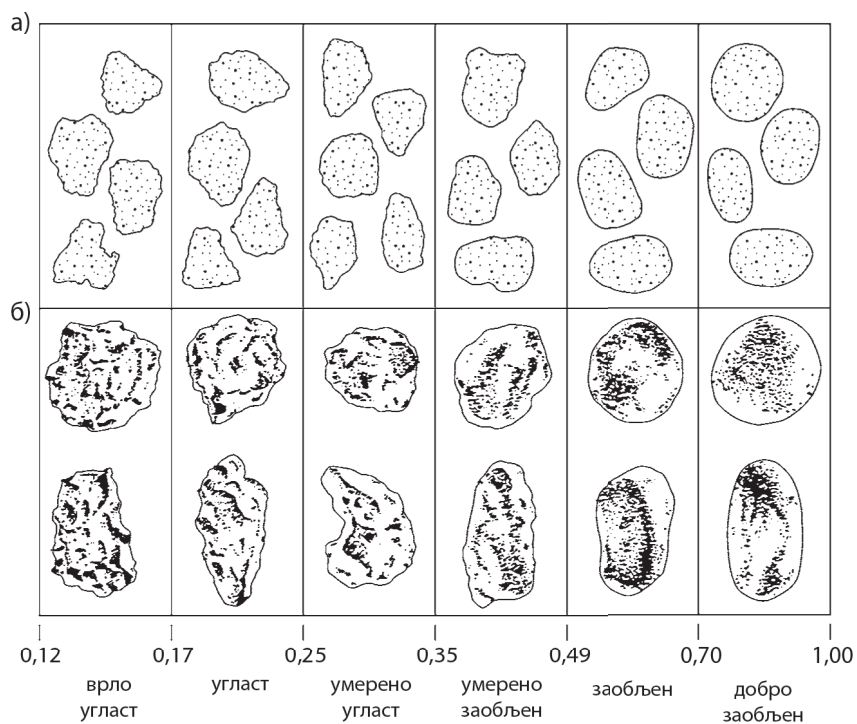 а)
б)
0,12 0,17 0,25 0,35 0,49 0,70 1,00
врло угласт умерено умерено заобљен добро
угласт угласт заобљен заобљен